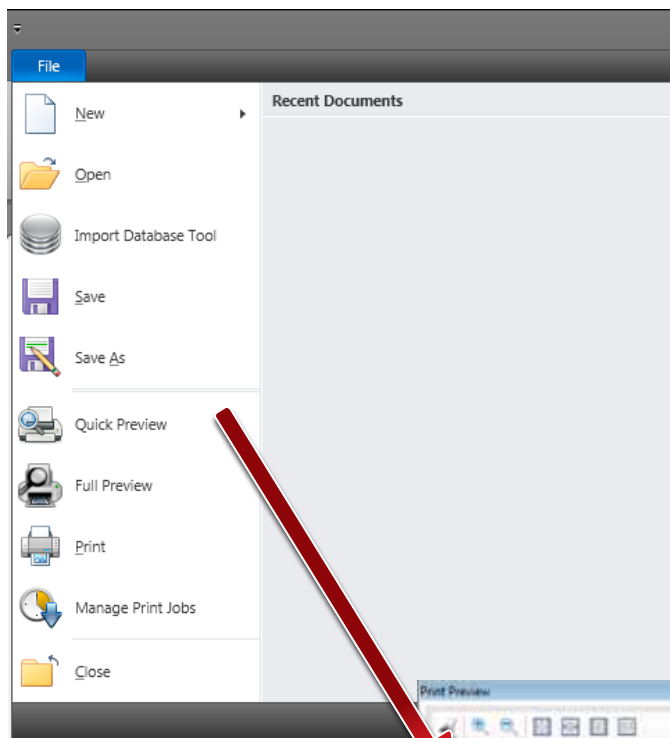 File
Recent Documents
New
Open
Import Database Tool
Save
Save As
Quick Preview
Full Preview
Print
Manage Print Jobs
Close
Print Preview